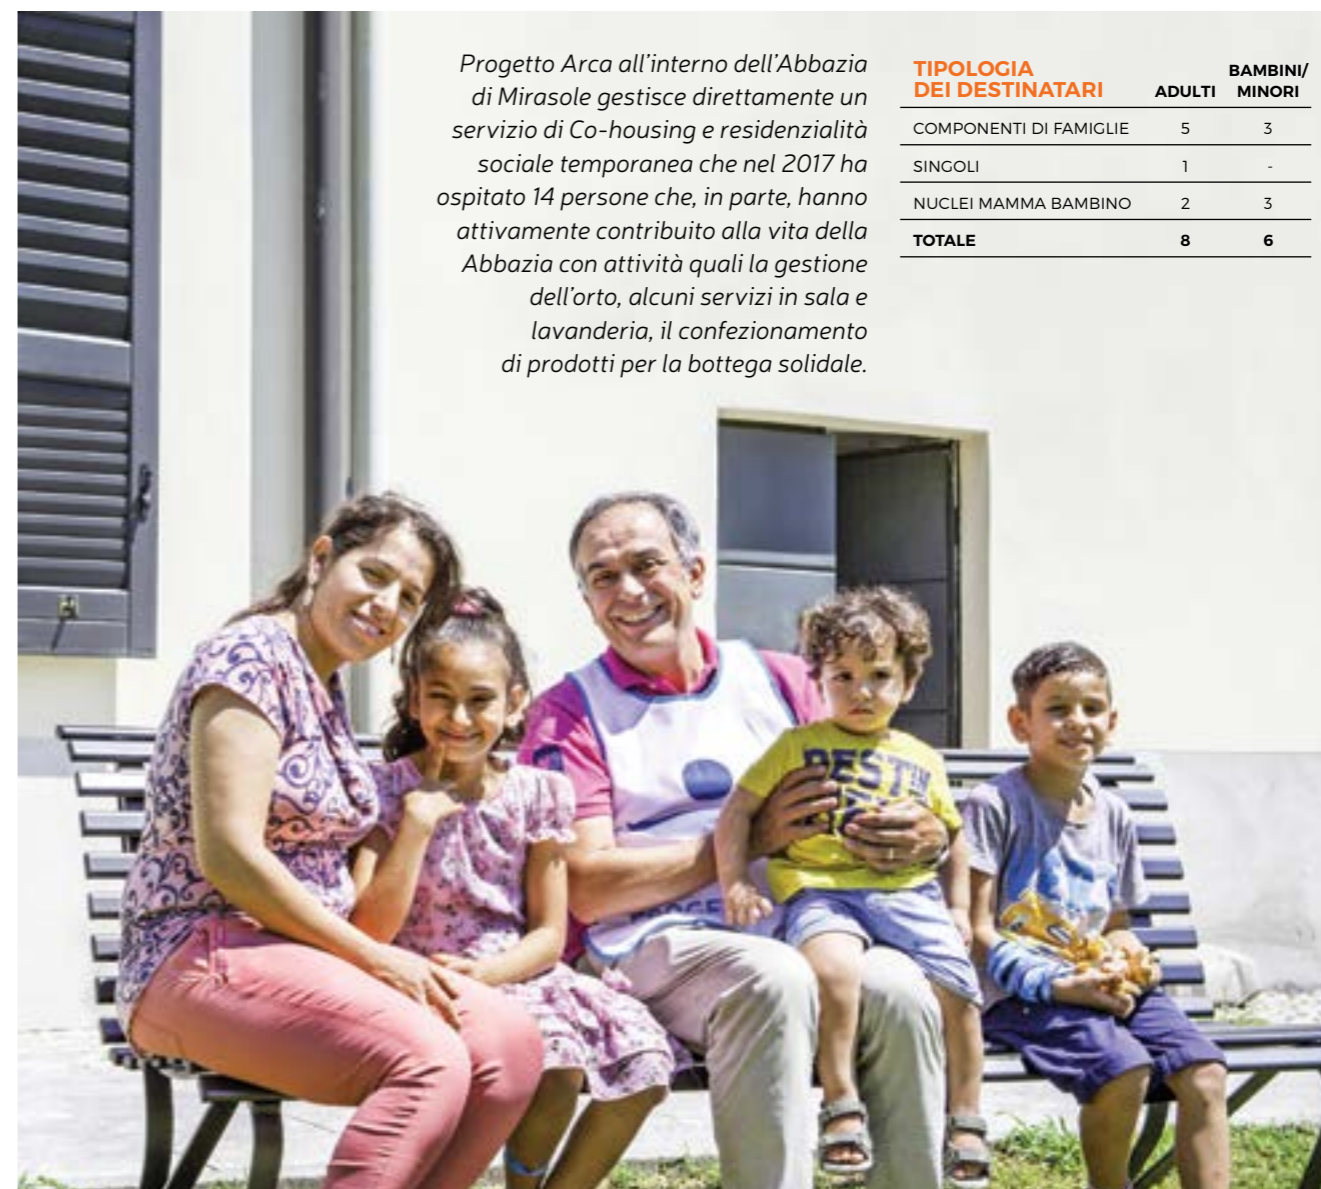 Progetto Arca all'interno dell'Abbazia
di Mirasole gestisce direttamente un
servizio di Co-housing e residenzialità
sociale temporanea che nel 2017 ha
ospitato 14 persone che, in parte, hanno
attivamente contribuito alla vita della
Abbazia con attività quali la gestione
dell'orto, alcuni servizi in sala e
lavanderia, il confezionamento
di prodotti per la bottega solidale.
TIPOLOGIA
DEI DESTINATARI ADULTI BAMBINI/
MINORI
COMPONENTI DI FAMIGLIE 5 3
SINGOLI 1 -
NUCLEI MAMMA BAMBINO 2 3
TOTALE 8 6